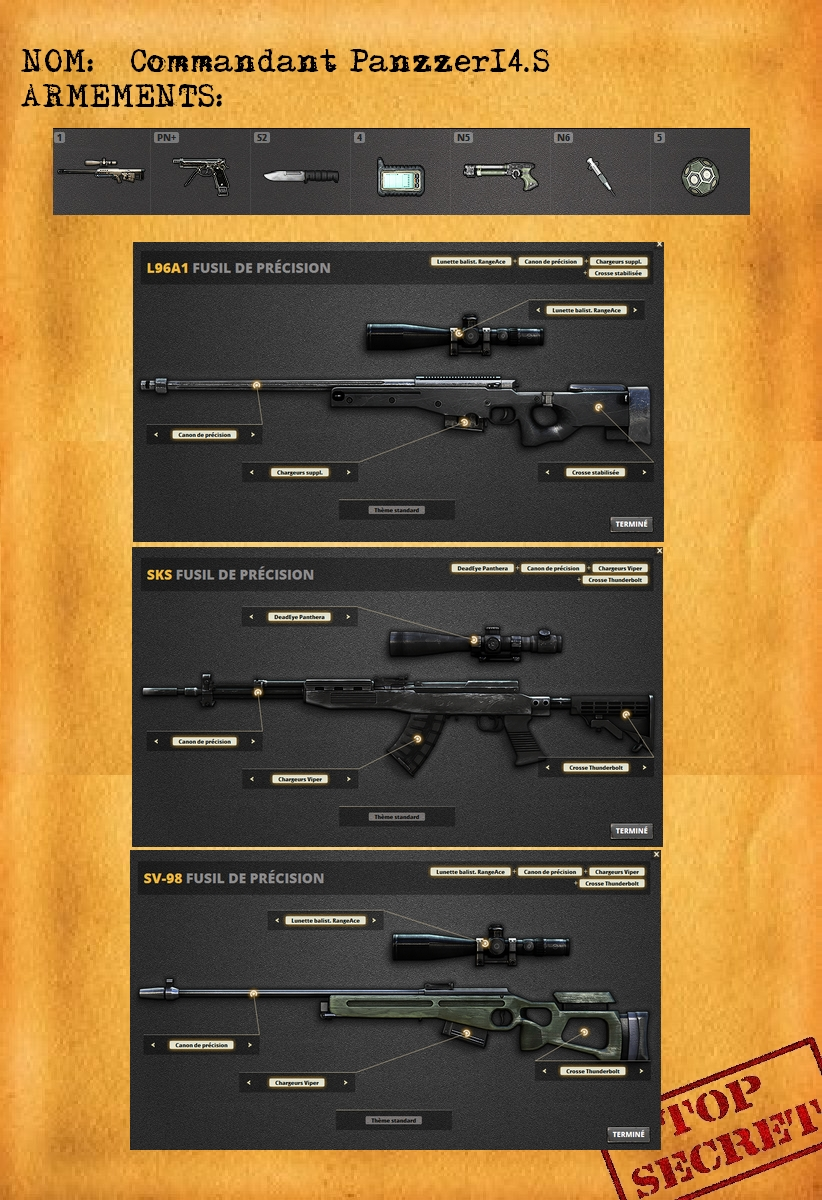 NOM: Commandant PanzzerI4.S
ARMEMENTS:
1 PN+ S2 4 N5 N6 5
L96A1 FUSIL DE PRÉCISION
Lunette balist. RangeAce + Canon de précision + Chargeurs suppl.
+ Crosse stabilisée
Lunette balist. RangeAce
Canon de précision
Chargeurs suppl.
Crosse stabilisée
Thème standard
TERMINÉ
SKS FUSIL DE PRÉCISION
DeadEye Panthera + Canon de précision + Chargeurs Viper
+ Crosse Thunderbolt
DeadEye Panthera
Canon de précision
Chargeurs Viper
Crosse Thunderbolt
Thème standard
TERMINÉ
SV-98 FUSIL DE PRÉCISION
Lunette balist. RangeAce + Canon de précision + Chargeurs Viper
+ Crosse Thunderbolt
Lunette balist. RangeAce
Canon de précision
Chargeurs Viper
Crosse Thunderbolt
Thème standard
TERMINÉ
TOP
SECRET